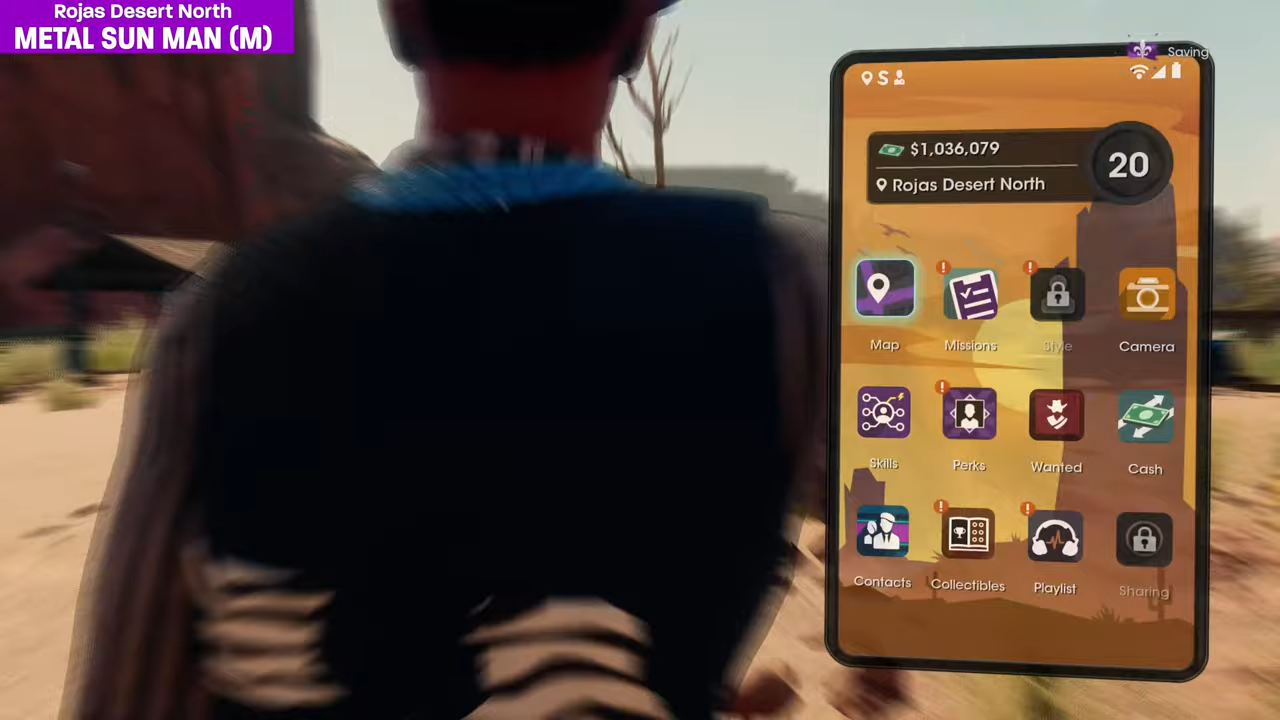 Rojas Desert North
METAL SUN MAN (M)
Saving
S
$1,036,079
20
Rojas Desert North
Map
Missions
Style
Camera
Skills
Perks
Wanted
Cash
Contacts
Collectibles
Playlist
Sharing